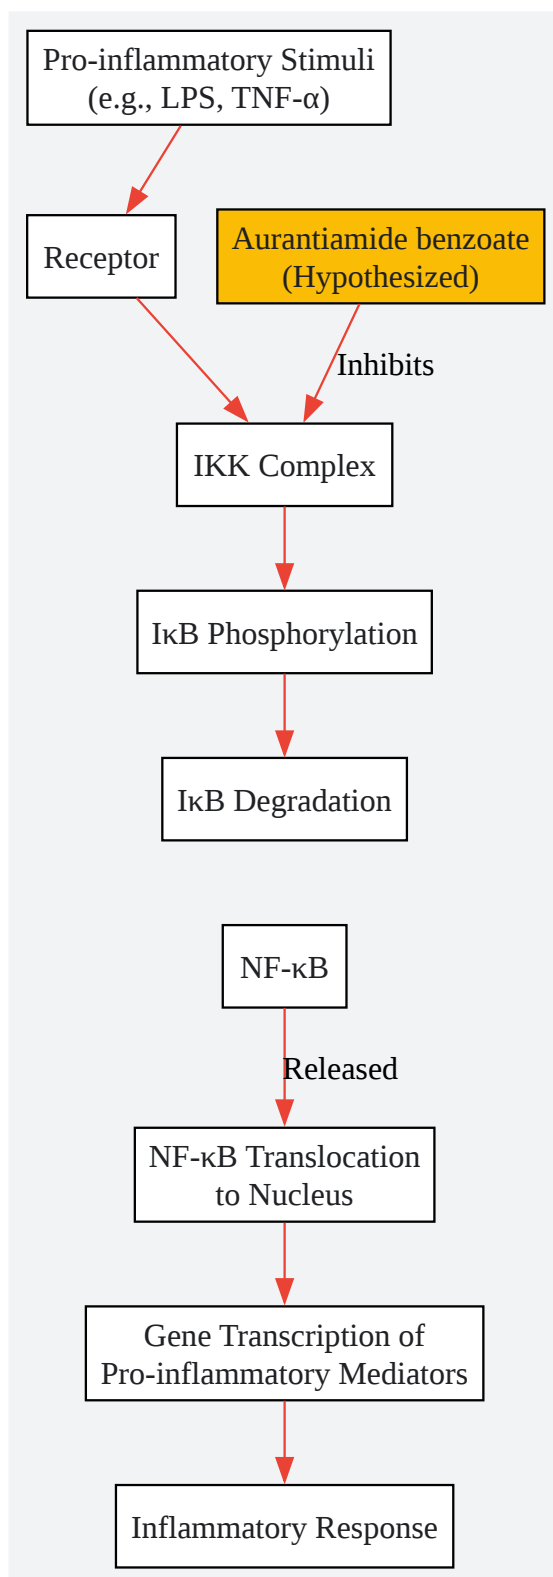 Pro-inflammatory Stimuli
(e.g., LPS, TNF-α)
Receptor
Aurantiamide benzoate
(Hypothesized)
Inhibits
IKK Complex
IκB Phosphorylation
IκB Degradation
NF-κB
Released
NF-κB Translocation
to Nucleus
Gene Transcription of
Pro-inflammatory Mediators
Inflammatory Response